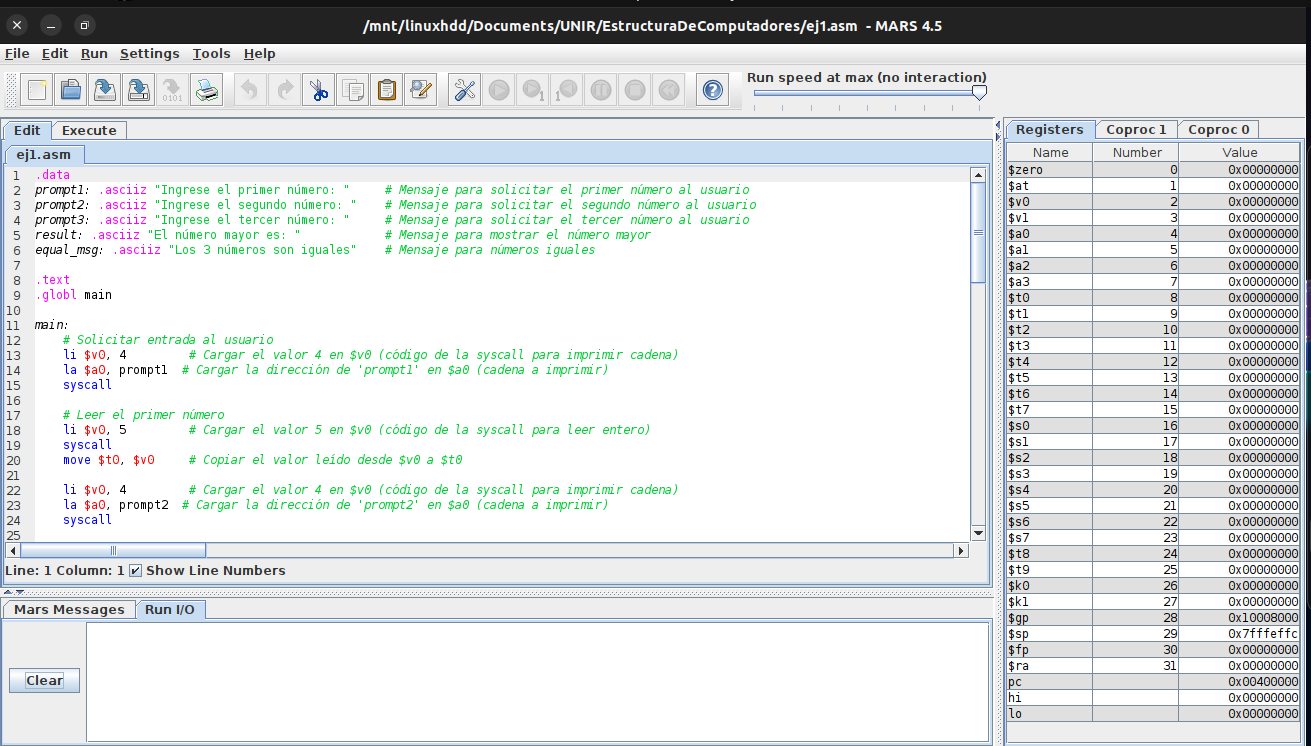 /mnt/linuxhdd/Documents/UNIR/EstructuraDeComputadores/ej1.asm - MARS 4.5
File Edit Run Settings Tools Help
Run speed at max (no interaction)
Edit Execute
ej1.asm
1 .data
2 prompt1: .asciiz "Ingrese el primer número: " # Mensaje para solicitar el primer número al usuario
3 prompt2: .asciiz "Ingrese el segundo número: " # Mensaje para solicitar el segundo número al usuario
4 prompt3: .asciiz "Ingrese el tercer número: " # Mensaje para solicitar el tercer número al usuario
5 result: .asciiz "El número mayor es: " # Mensaje para mostrar el número mayor
6 equal_msg: .asciiz "Los 3 números son iguales" # Mensaje para números iguales
7
8 .text
9 .globl main
10
11 main:
12 # Solicitar entrada al usuario
13 li $v0, 4 # Cargar el valor 4 en $v0 (código de la syscall para imprimir cadena)
14 la $a0, prompt1 # Cargar la dirección de 'prompt1' en $a0 (cadena a imprimir)
15 syscall
16
17 # Leer el primer número
18 li $v0, 5 # Cargar el valor 5 en $v0 (código de la syscall para leer entero)
19 syscall
20 move $t0, $v0 # Copiar el valor leído desde $v0 a $t0
21
22 li $v0, 4 # Cargar el valor 4 en $v0 (código de la syscall para imprimir cadena)
23 la $a0, prompt2 # Cargar la dirección de 'prompt2' en $a0 (cadena a imprimir)
24 syscall
25
Line: 1 Column: 1 Show Line Numbers
Mars Messages Run I/O
Clear
Registers Coproc 1 Coproc 0
Name Number Value
$zero 0 0x00000000
$at 1 0x00000000
$v0 2 0x00000000
$v1 3 0x00000000
$a0 4 0x00000000
$a1 5 0x00000000
$a2 6 0x00000000
$a3 7 0x00000000
$t0 8 0x00000000
$t1 9 0x00000000
$t2 10 0x00000000
$t3 11 0x00000000
$t4 12 0x00000000
$t5 13 0x00000000
$t6 14 0x00000000
$t7 15 0x00000000
$s0 16 0x00000000
$s1 17 0x00000000
$s2 18 0x00000000
$s3 19 0x00000000
$s4 20 0x00000000
$s5 21 0x00000000
$s6 22 0x00000000
$s7 23 0x00000000
$t8 24 0x00000000
$t9 25 0x00000000
$k0 26 0x00000000
$k1 27 0x00000000
$gp 28 0x10008000
$sp 29 0x7fffeffc
$fp 30 0x00000000
$ra 31 0x00000000
pc 0x00400000
hi 0x00000000
lo 0x00000000